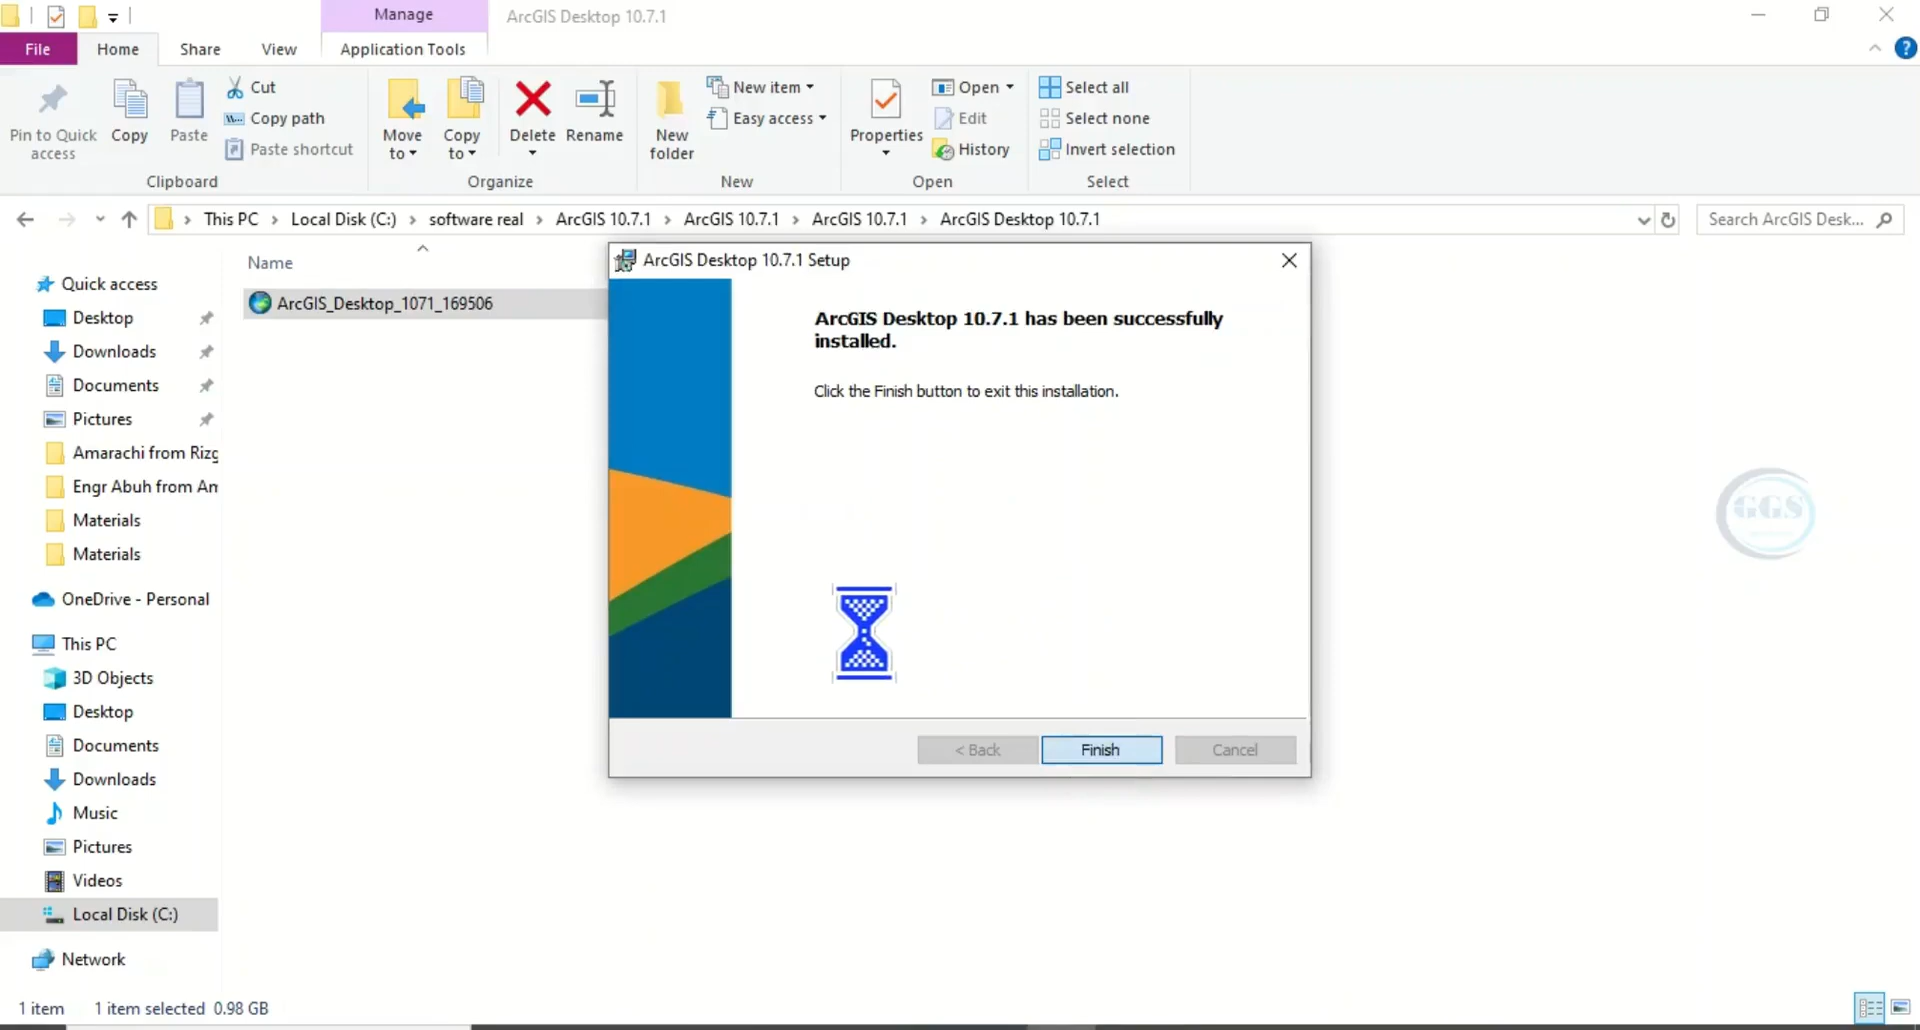 Manage
ArcGIS Desktop 10.7.1
File
Home
Share
View
Application Tools
Pin to Quick
access
Copy
Paste
Cut
Copy path
Paste shortcut
Clipboard
Move
to
Copy
to
Delete
Rename
Organize
New
folder
New item
Easy access
New
Properties
Open
Edit
History
Open
Select all
Select none
Invert selection
Select
This PC > Local Disk (C:) > software real > ArcGIS 10.7.1 > ArcGIS 10.7.1 > ArcGIS 10.7.1 > ArcGIS Desktop 10.7.1
Search ArcGIS Desk...
Name
ArcGIS_Desktop_1071_169506
Quick access
Desktop
Downloads
Documents
Pictures
Amarachi from Rizg
Engr Abuh from Am
Materials
Materials
OneDrive - Personal
This PC
3D Objects
Desktop
Documents
Downloads
Music
Pictures
Videos
Local Disk (C:)
Network
ArcGIS Desktop 10.7.1 Setup
ArcGIS Desktop 10.7.1 has been successfully
installed.
Click the Finish button to exit this installation.
< Back
Finish
Cancel
GGS
1 item
1 item selected 0.98 GB